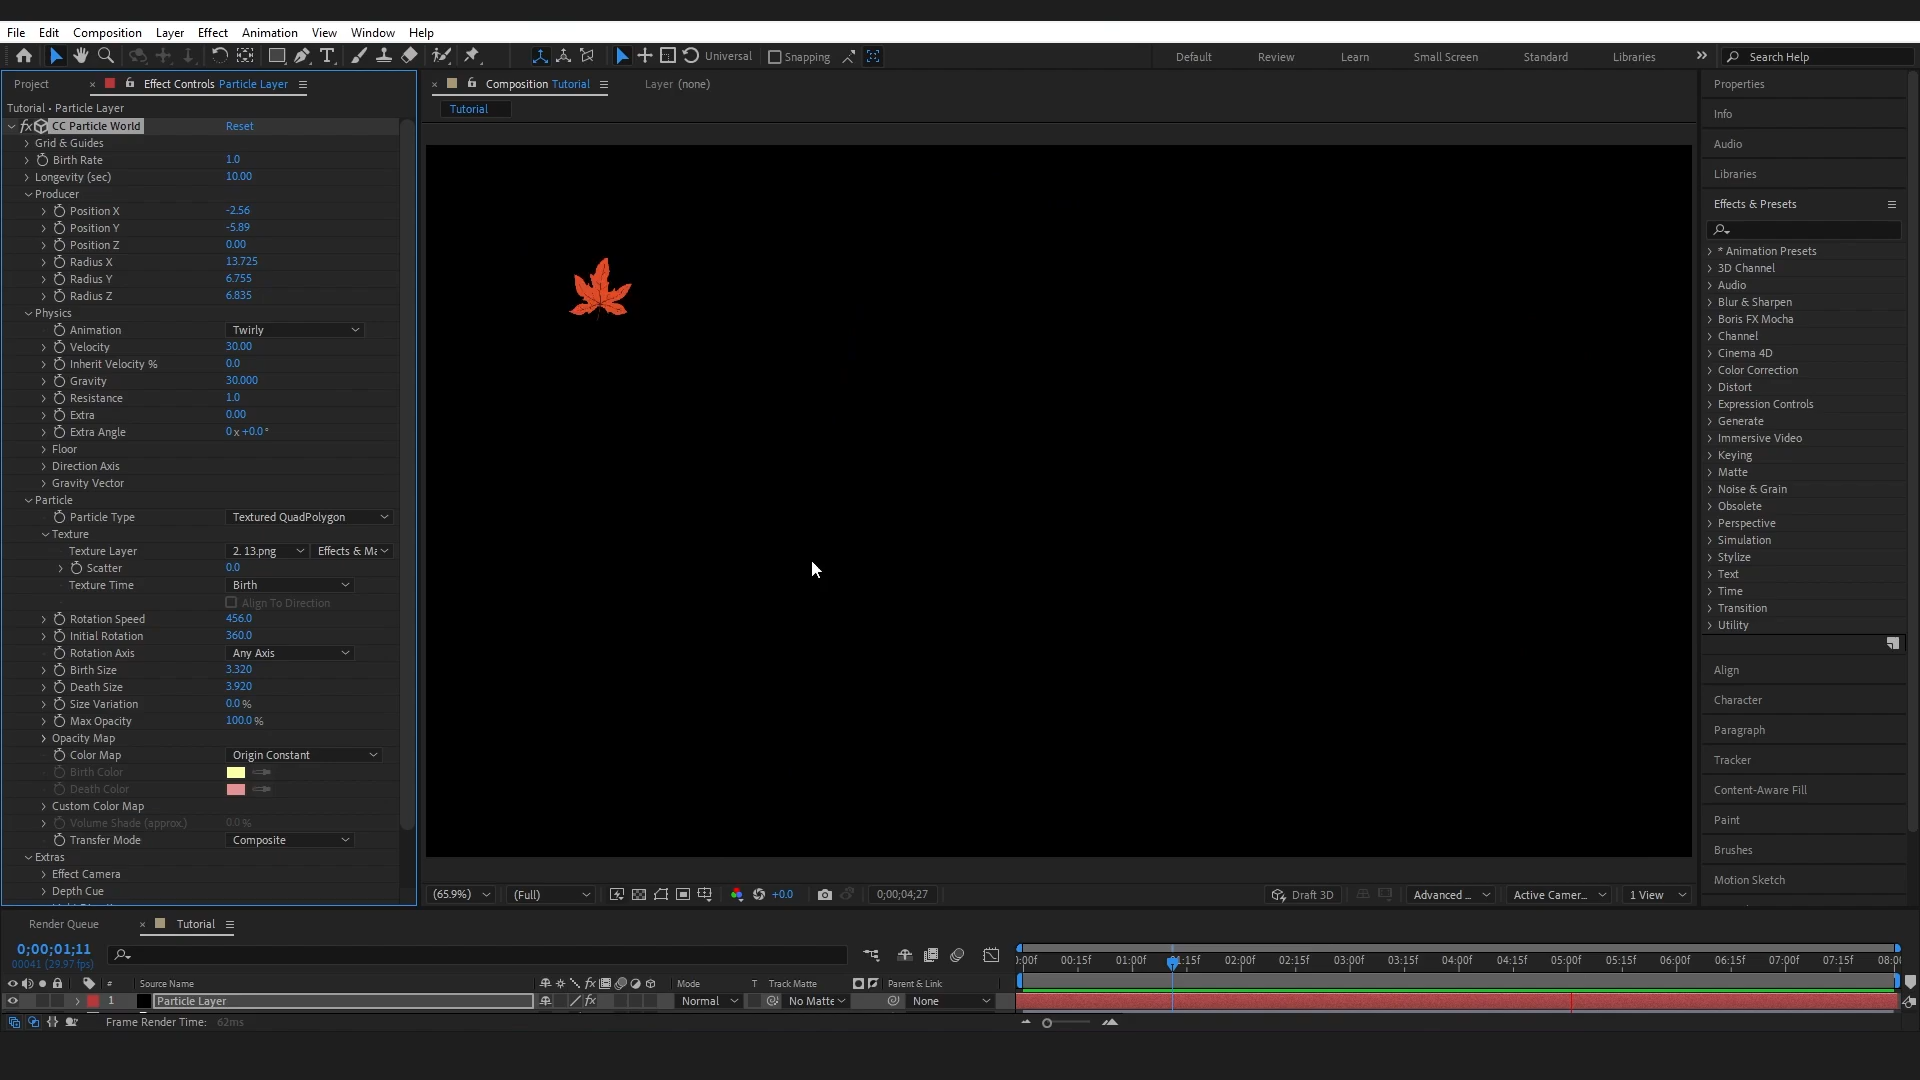 File Edit Composition Layer Effect Animation View Window Help
Universal Snapping Default Review Learn Small Screen Standard Libraries Search Help
Project Effect Controls Particle Layer
Composition Tutorial Layer (none)
Tutorial • Particle Layer
Tutorial
fx CC Particle World Reset
Grid & Guides
Birth Rate 1.0
Longevity (sec) 10.00
Producer
Position X -2.56
Position Y -5.89
Position Z 0.00
Radius X 13.725
Radius Y 6.755
Radius Z 6.835
Physics
Animation Twirly
Velocity 30.00
Inherit Velocity % 0.0
Gravity 30.000
Resistance 1.0
Extra 0.00
Extra Angle 0 x +0.0 °
Floor
Direction Axis
Gravity Vector
Particle
Particle Type Textured QuadPolygon
Texture
Texture Layer 2. 13.png Effects & Ma
Scatter 0.0
Texture Time Birth
Align To Direction
Rotation Speed 456.0
Initial Rotation 360.0
Rotation Axis Any Axis
Birth Size 3.320
Death Size 3.920
Size Variation 0.0 %
Max Opacity 100.0 %
Opacity Map
Color Map Origin Constant
Birth Color
Death Color
Custom Color Map
Volume Shade (approx.) 0.0 %
Transfer Mode Composite
Extras
Effect Camera
Depth Cue
(65.9%) (Full) +0.0 0;00;04;27 Draft 3D Advanced ... Active Camer... 1 View
Properties
Info
Audio
Libraries
Effects & Presets
* Animation Presets
3D Channel
Audio
Blur & Sharpen
Boris FX Mocha
Channel
Cinema 4D
Color Correction
Distort
Expression Controls
Generate
Immersive Video
Keying
Matte
Noise & Grain
Obsolete
Perspective
Simulation
Stylize
Text
Time
Transition
Utility
Align
Character
Paragraph
Tracker
Content-Aware Fill
Paint
Brushes
Motion Sketch
Render Queue Tutorial
0;00;01;11
00041 (29.97 fps)
:00f 00:15f 01:00f 01:15f 02:00f 02:15f 03:00f 03:15f 04:00f 04:15f 05:00f 05:15f 06:00f 06:15f 07:00f 07:15f 08:0
# Source Name fx Mode T Track Matte Parent & Link
1 Particle Layer fx Normal No Matte None
Frame Render Time: 62ms